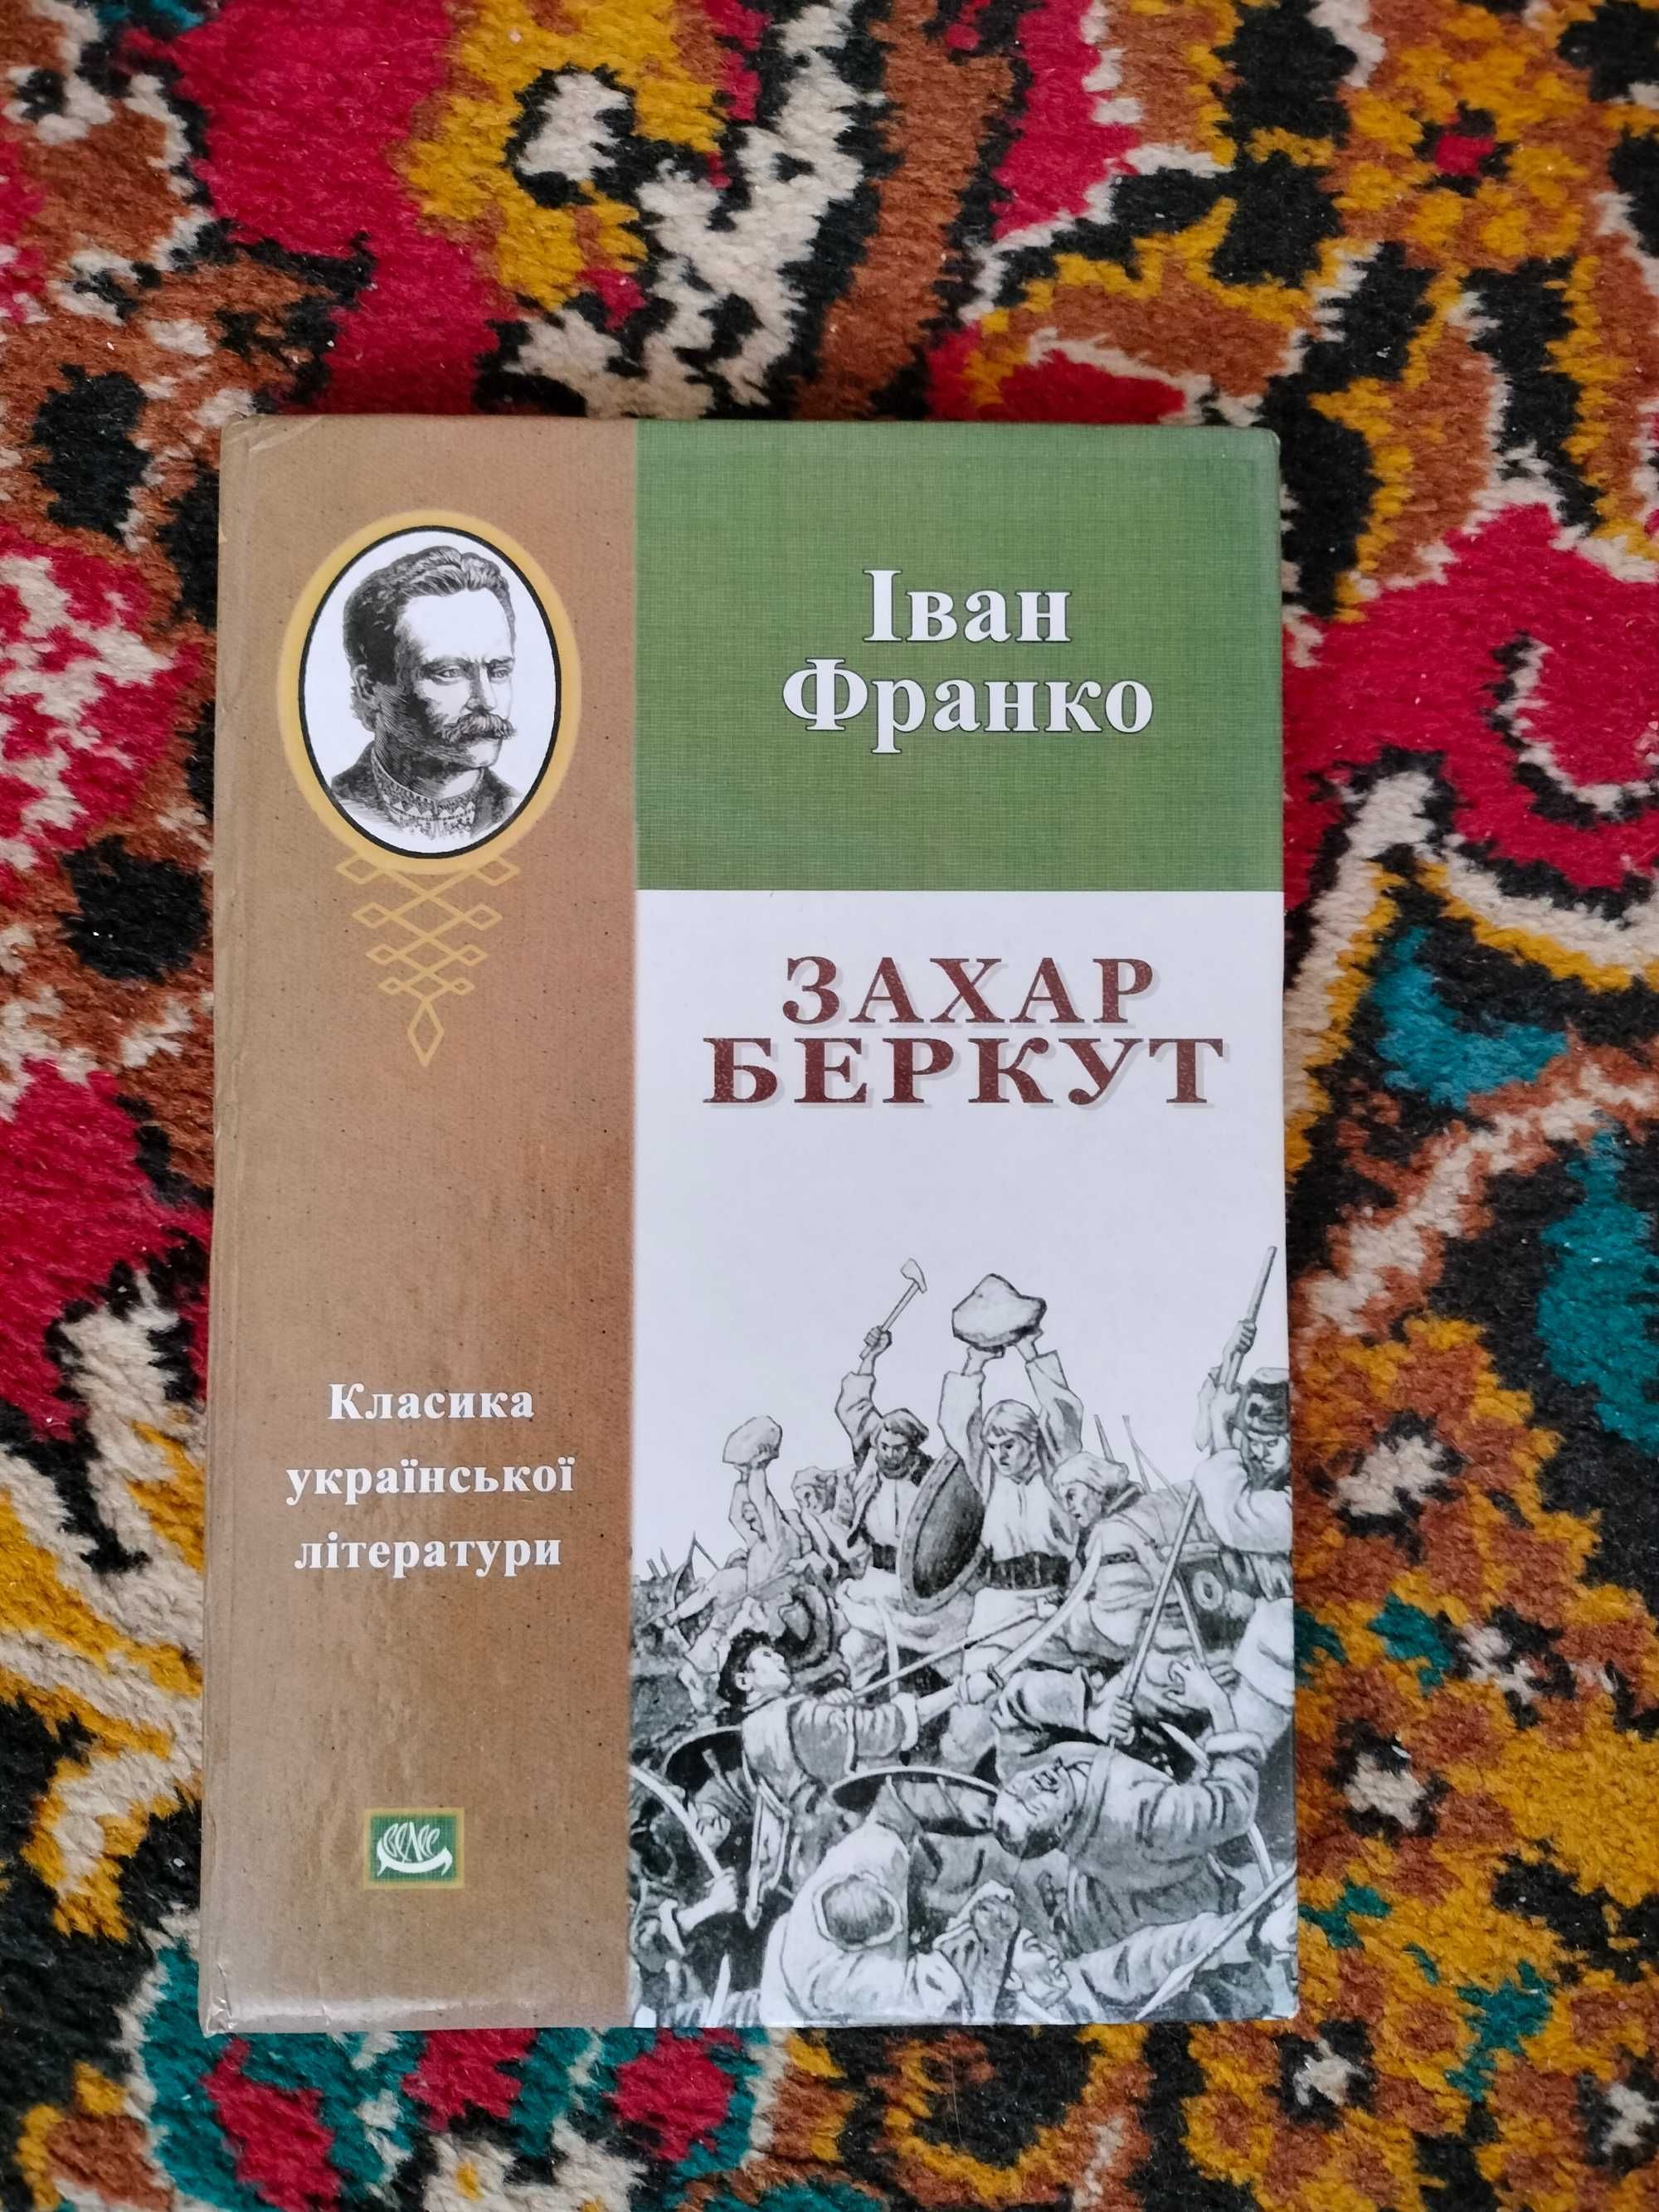 Іван
Франко
ЗАХАР
БЕРКУТ
Класика
української
літератури